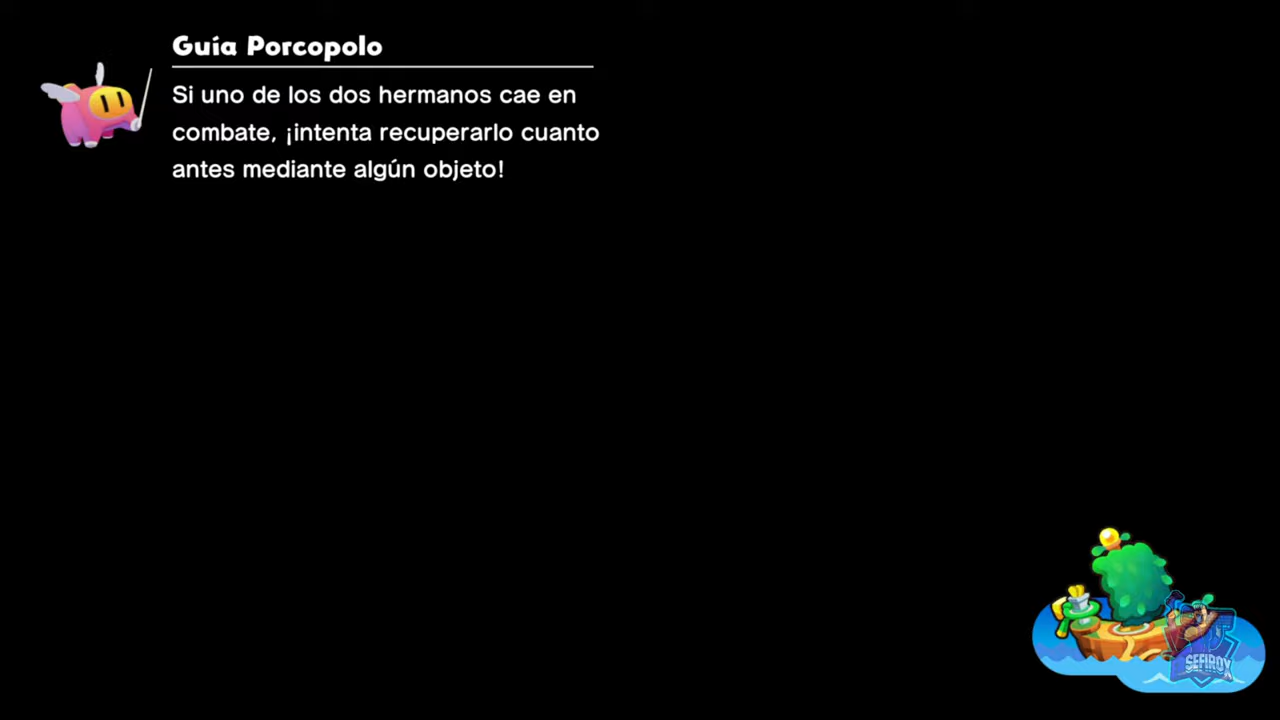 Guía Porcopolo
Si uno de los dos hermanos cae en
combate, ¡intenta recuperarlo cuanto
antes mediante algún objeto!
SEFIROX